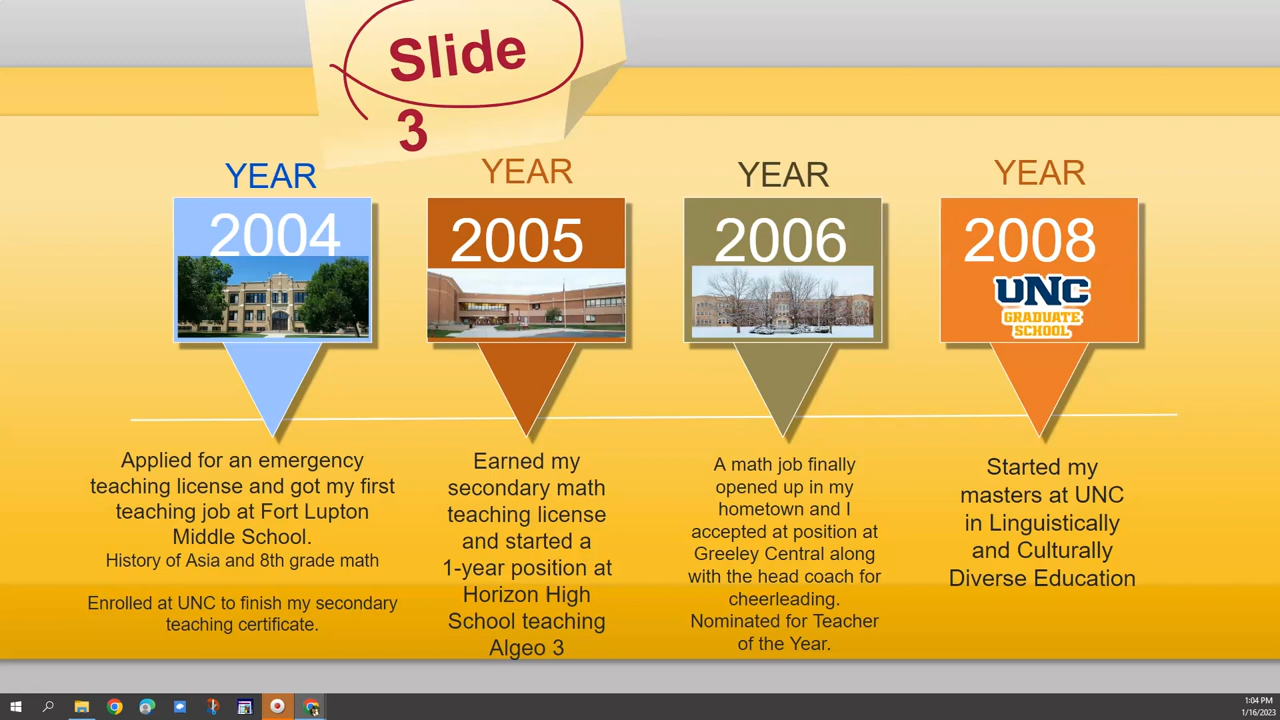 Slide
3
YEAR
2004
YEAR
2005
YEAR
2006
YEAR
2008
UNC
GRADUATE
SCHOOL
Applied for an emergency
teaching license and got my first
teaching job at Fort Lupton
Middle School.
History of Asia and 8th grade math
Enrolled at UNC to finish my secondary
teaching certificate.
Earned my
secondary math
teaching license
and started a
1-year position at
Horizon High
School teaching
Algeo 3
A math job finally
opened up in my
hometown and I
accepted at position at
Greeley Central along
with the head coach for
cheerleading.
Nominated for Teacher
of the Year.
Started my
masters at UNC
in Linguistically
and Culturally
Diverse Education
1:04 PM
1/16/2023